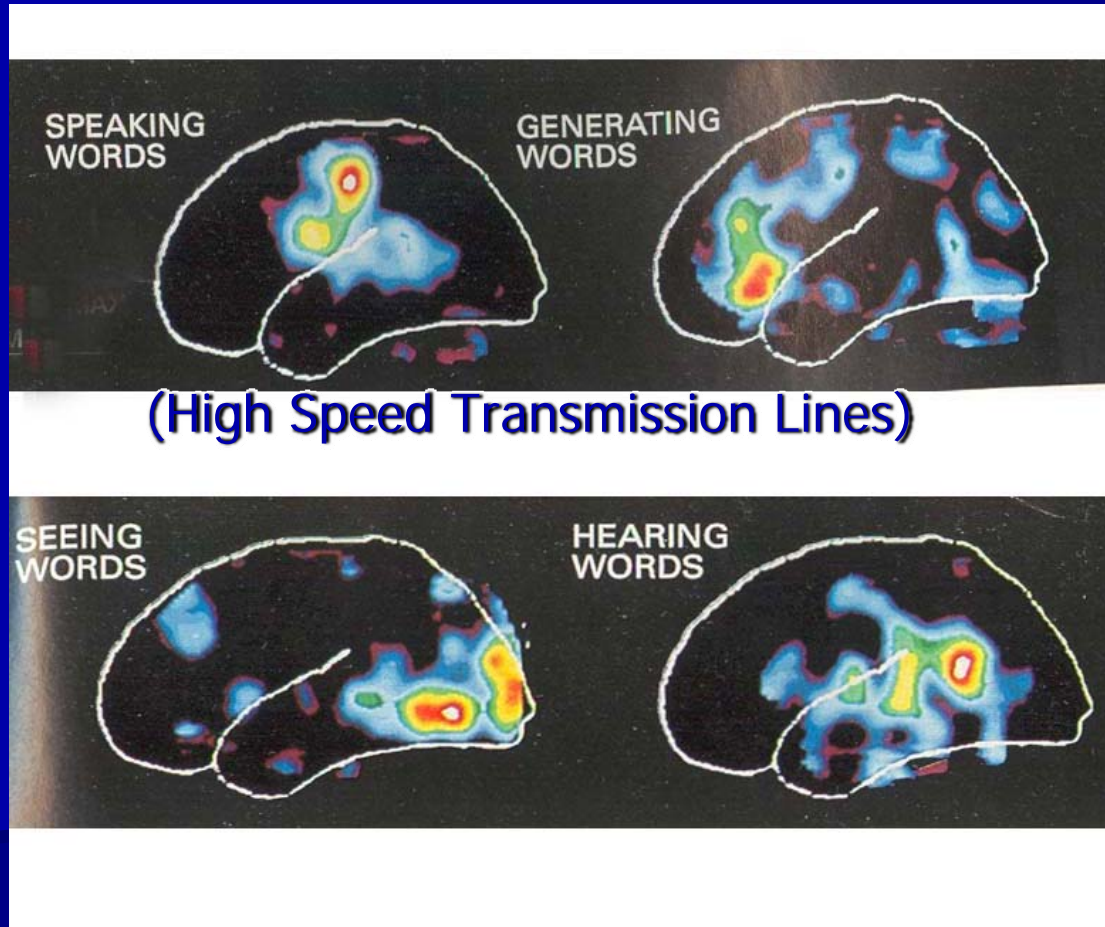 SPEAKING
WORDS
GENERATING
WORDS
(High Speed Transmission Lines)
SEEING
WORDS
HEARING
WORDS